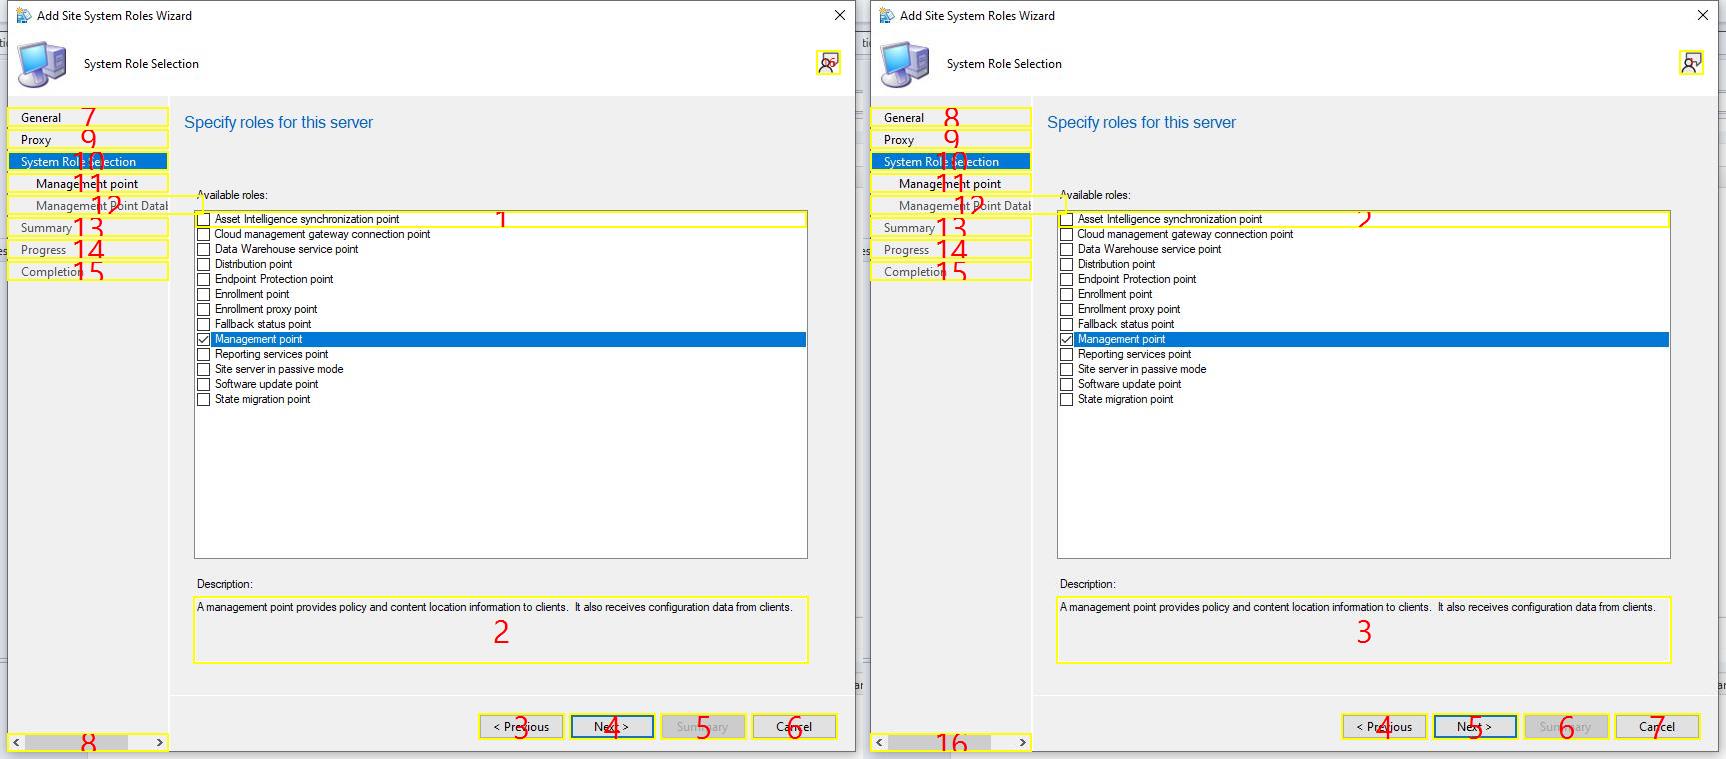 Add Site System Roles Wizard
System Role Selection
16
General 7
Proxy 9
System Role Selection 10
Management point 11
Management Point Datab 12
Summary 13
Progress 14
Completion 15
8
Specify roles for this server
Available roles:
Asset Intelligence synchronization point 1
Cloud management gateway connection point
Data Warehouse service point
Distribution point
Endpoint Protection point
Enrollment point
Enrollment proxy point
Fallback status point
Management point
Reporting services point
Site server in passive mode
Software update point
State migration point
Description:
A management point provides policy and content location information to clients.  It also receives configuration data from clients.
2
< Previous 3
Next > 4
Summary 5
Cancel 6
Add Site System Roles Wizard
System Role Selection
General 8
Proxy 9
System Role Selection 10
Management point 11
Management Point Datab 12
Summary 13
Progress 14
Completion 15
16
Specify roles for this server
Available roles:
Asset Intelligence synchronization point 2
Cloud management gateway connection point
Data Warehouse service point
Distribution point
Endpoint Protection point
Enrollment point
Enrollment proxy point
Fallback status point
Management point
Reporting services point
Site server in passive mode
Software update point
State migration point
Description:
A management point provides policy and content location information to clients.  It also receives configuration data from clients.
3
< Previous 4
Next > 5
Summary 6
Cancel 7